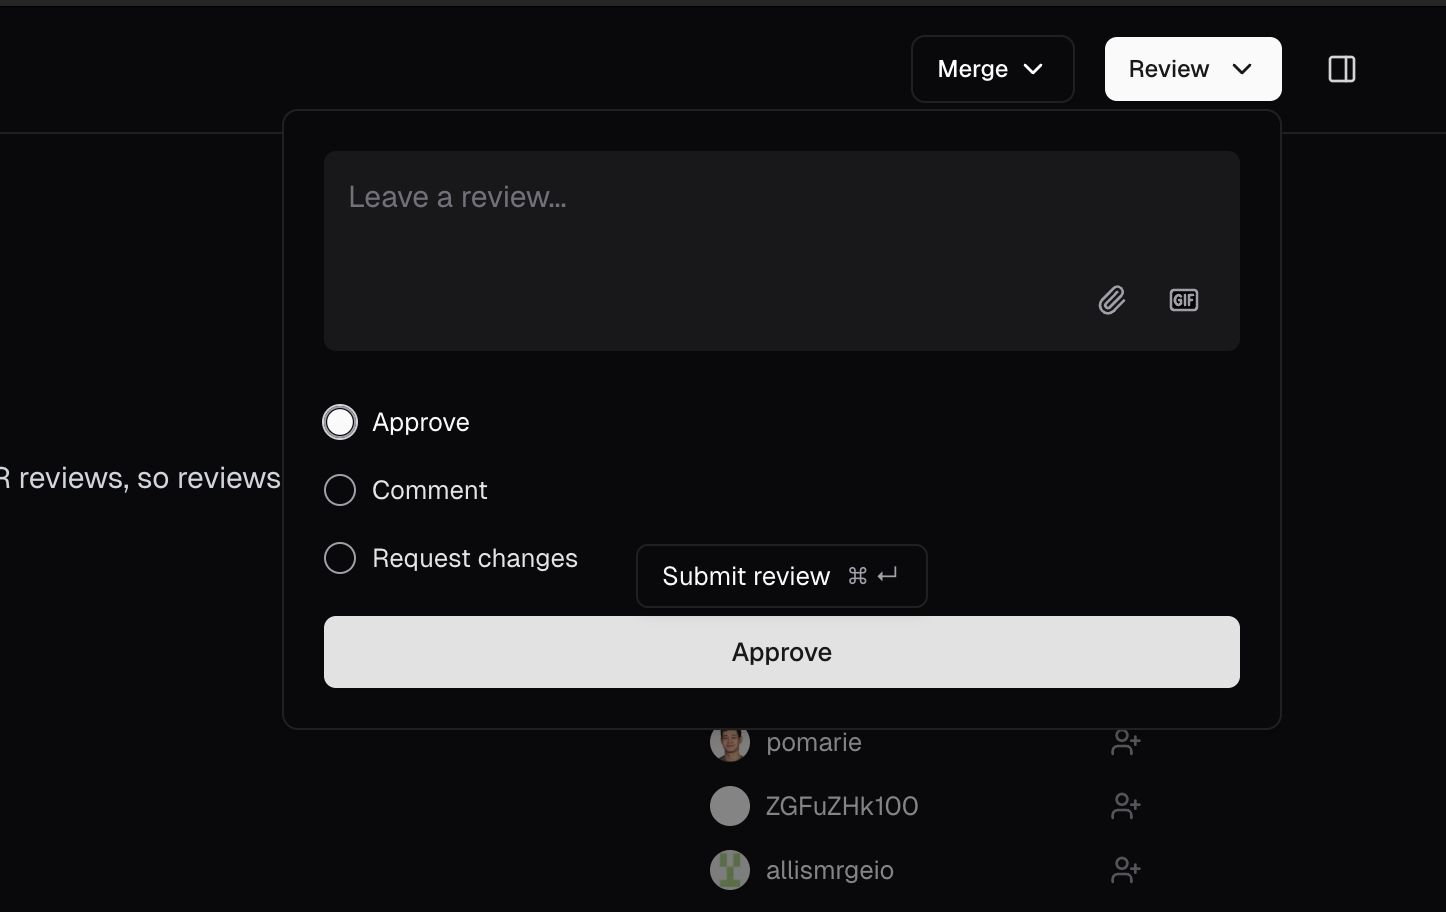 Merge
Review
Leave a review...
GIF
Approve
Comment
R reviews, so reviews
Request changes
Submit review ⌘ ↵
Approve
pomarie
ZGFuZHk100
allismrgeio